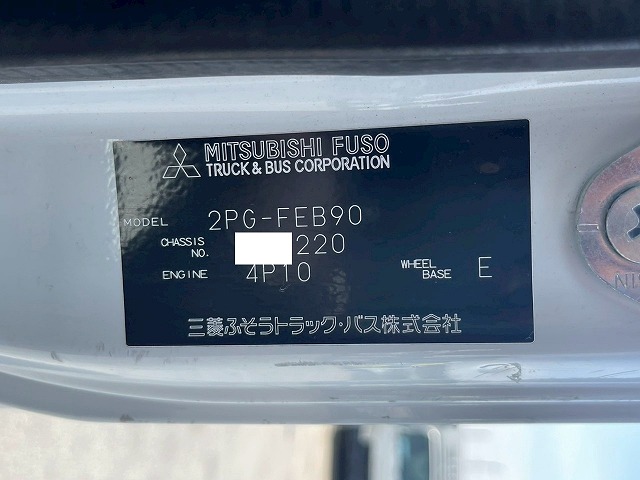 MITSUBISHI FUSO
TRUCK & BUS CORPORATION
MODEL 2PG-FEB90
CHASSIS NO. 220
ENGINE 4P10 WHEEL BASE E
三菱ふそうトラック・バス株式会社